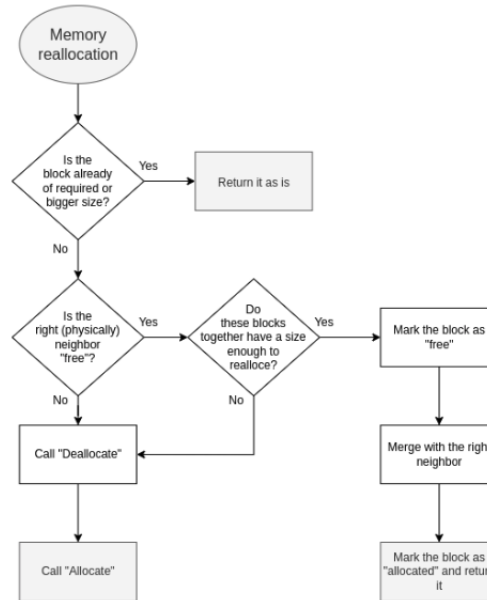 Memory
reallocation
Is the
block already
of required or
bigger size?
Yes
Return it as is
No
Is the
right (physically)
neighbor
"free"?
Yes
Do
these blocks
together have a size
enough to
realloce?
Yes
Mark the block as
"free"
No
No
Call "Deallocate"
Merge with the righ
neighbor
Call "Allocate"
Mark the block as
"allocated" and retur
it